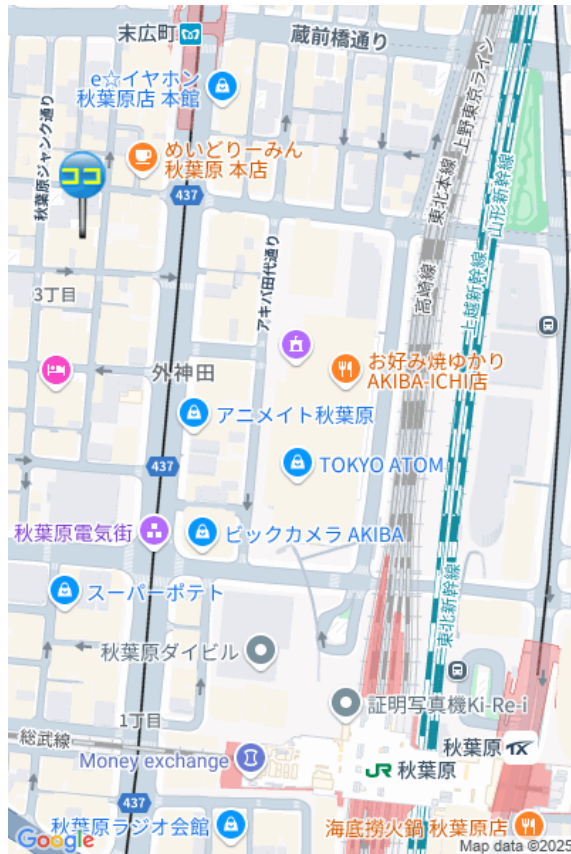 末広町
蔵前橋通り
e☆イヤホン
秋葉原店 本館
上野東京ライン
秋葉原ジャンク通り
めいどりーみん
秋葉原 本店
ココ
437
東北本線
山形新幹線
アキバ田代通り
高崎線
上越新幹線
3丁目
外神田
お好み焼ゆかり
AKIBA-ICHI店
アニメイト秋葉原
437
TOKYO ATOM
秋葉原電気街
ビックカメラ AKIBA
東北新幹線
スーパーポテト
秋葉原ダイビル
証明写真機Ki-Re-i
1丁目
総武線
秋葉原 TX
Money exchange
JR 秋葉原
437
秋葉原ラジオ会館
海底撈火鍋 秋葉原店
Google
Map data ©2025